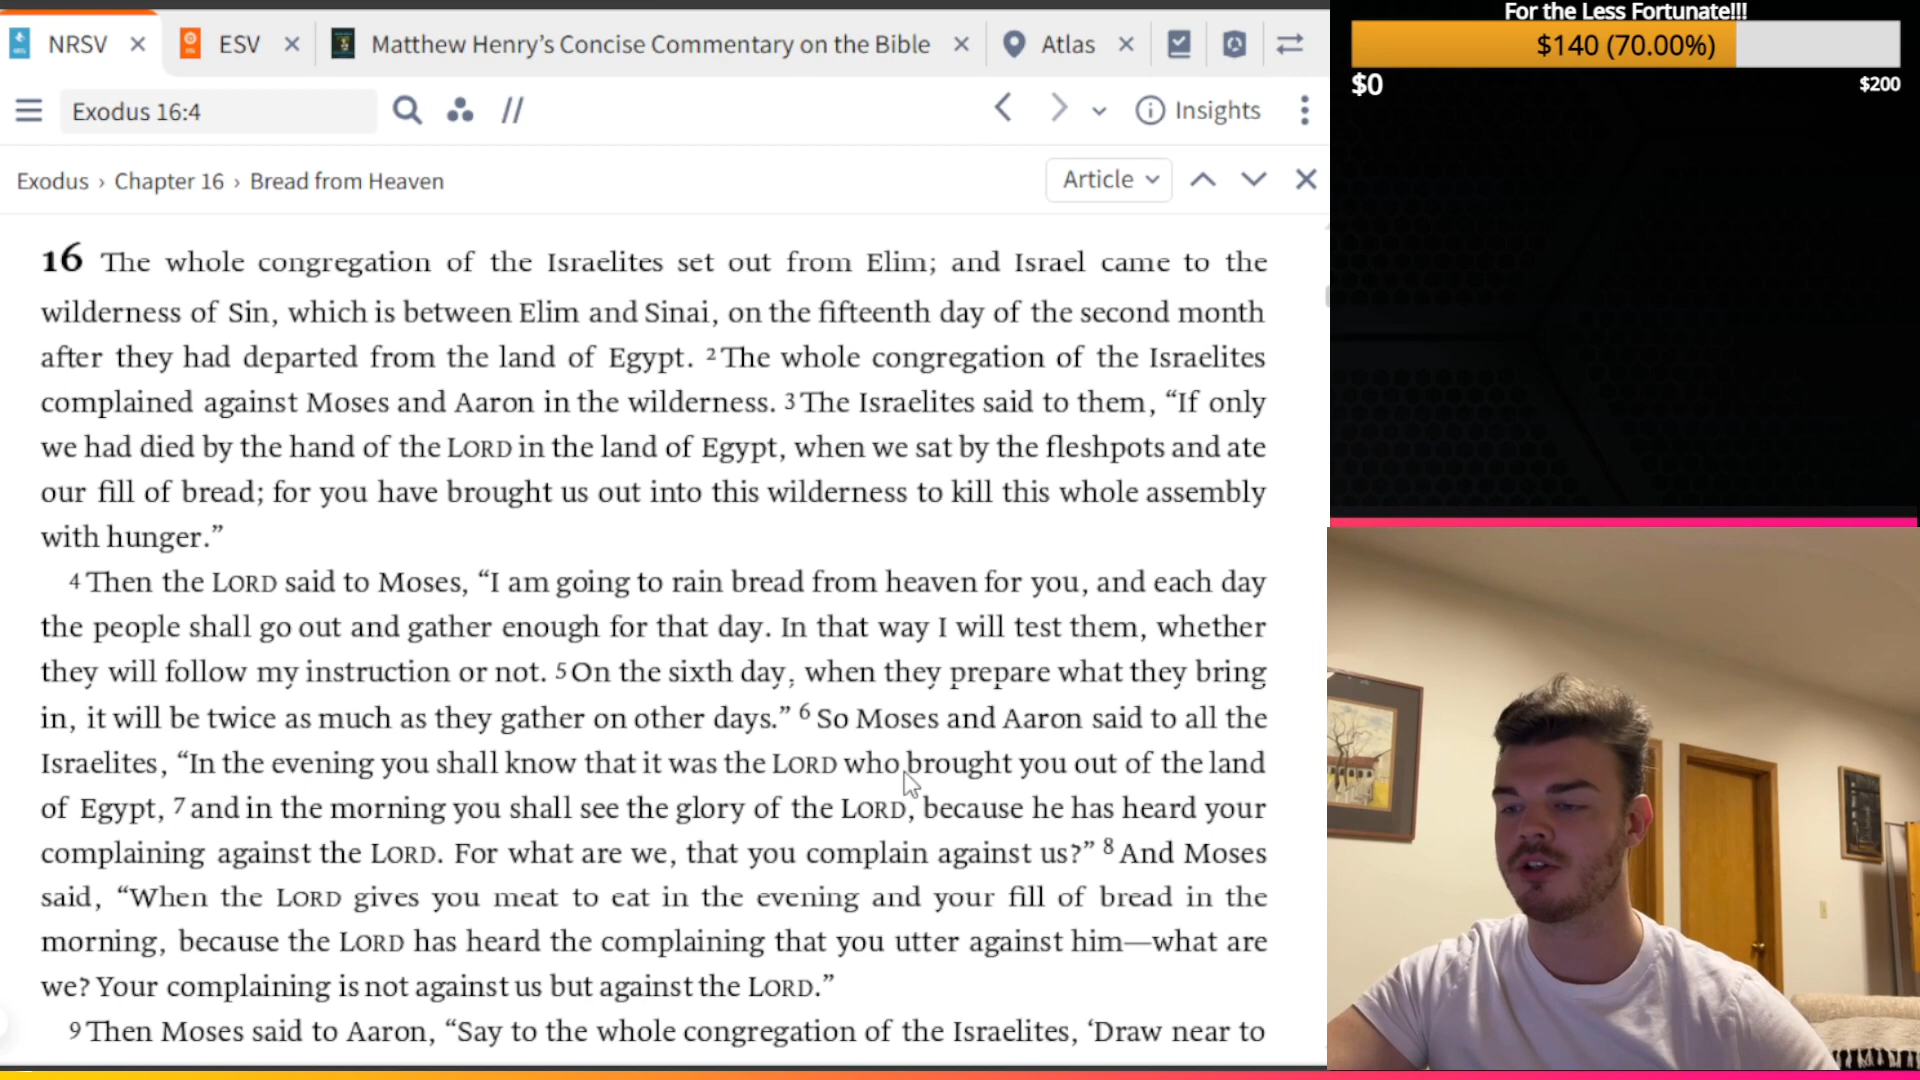 NRSV
ESV
Matthew Henry’s Concise Commentary on the Bible
Atlas
Exodus 16:4
Insights
Exodus › Chapter 16 › Bread from Heaven
Article
16 The whole congregation of the Israelites set out from Elim; and Israel came to the
wilderness of Sin, which is between Elim and Sinai, on the fifteenth day of the second month
after they had departed from the land of Egypt. 2 The whole congregation of the Israelites
complained against Moses and Aaron in the wilderness. 3 The Israelites said to them, “If only
we had died by the hand of the LORD in the land of Egypt, when we sat by the fleshpots and ate
our fill of bread; for you have brought us out into this wilderness to kill this whole assembly
with hunger.”
4 Then the LORD said to Moses, “I am going to rain bread from heaven for you, and each day
the people shall go out and gather enough for that day. In that way I will test them, whether
they will follow my instruction or not. 5 On the sixth day, when they prepare what they bring
in, it will be twice as much as they gather on other days.” 6 So Moses and Aaron said to all the
Israelites, “In the evening you shall know that it was the LORD who brought you out of the land
of Egypt, 7 and in the morning you shall see the glory of the LORD, because he has heard your
complaining against the LORD. For what are we, that you complain against us?” 8 And Moses
said, “When the LORD gives you meat to eat in the evening and your fill of bread in the
morning, because the LORD has heard the complaining that you utter against him—what are
we? Your complaining is not against us but against the LORD.”
9 Then Moses said to Aaron, “Say to the whole congregation of the Israelites, ‘Draw near to
For the Less Fortunate!!!
$140 (70.00%)
$0
$200